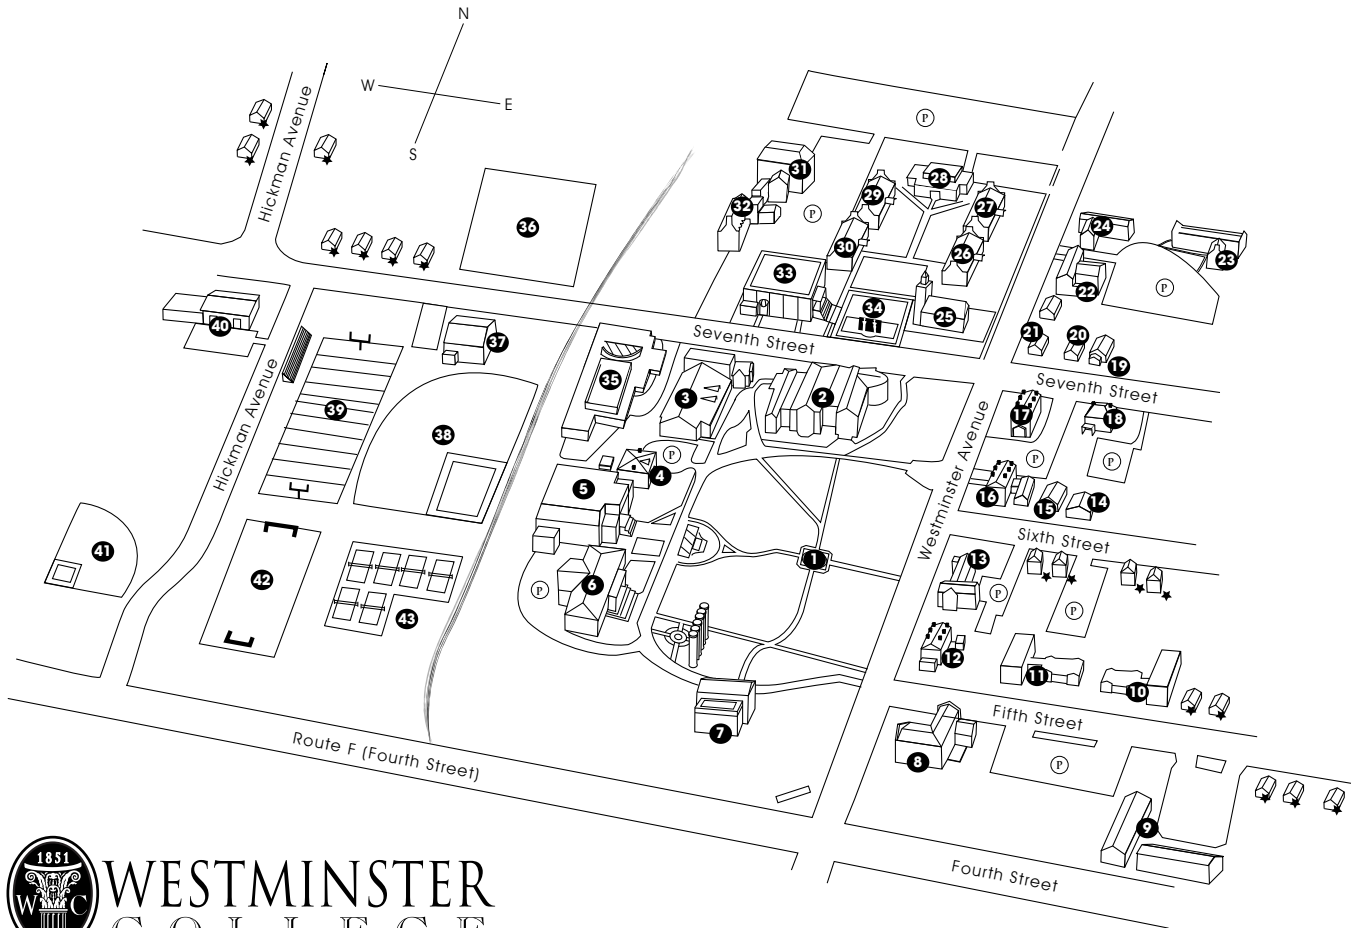 N
W
E
S
Hickman Avenue
P
31
28
29
32
P
27
24
36
30
26
23
33
22
P
34
25
40
37
Seventh Street
21
20
19
35
3
2
Seventh Street
Hickman Avenue
39
38
17
18
P
4
P
P
5
16
15
14
Westminster Avenue
Sixth Street
41
1
13
42
6
P
P
P
43
12
11
10
7
8
Fifth Street
P
Route F (Fourth Street)
9
Fourth Street
1851
W C
WESTMINSTER
COLLEGE